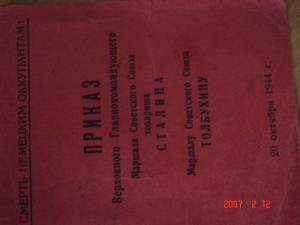 СМЕРТЬ НЕМЕЦКИМ ОККУПАНТАМ!
ПРИКАЗ
Верховного Главнокомандующего
Маршала Советского Союза
товарища
СТАЛИНА
Маршалу Советского Союза
ТОЛБУХИНУ
20 октября 1944 г.
2007 2 12